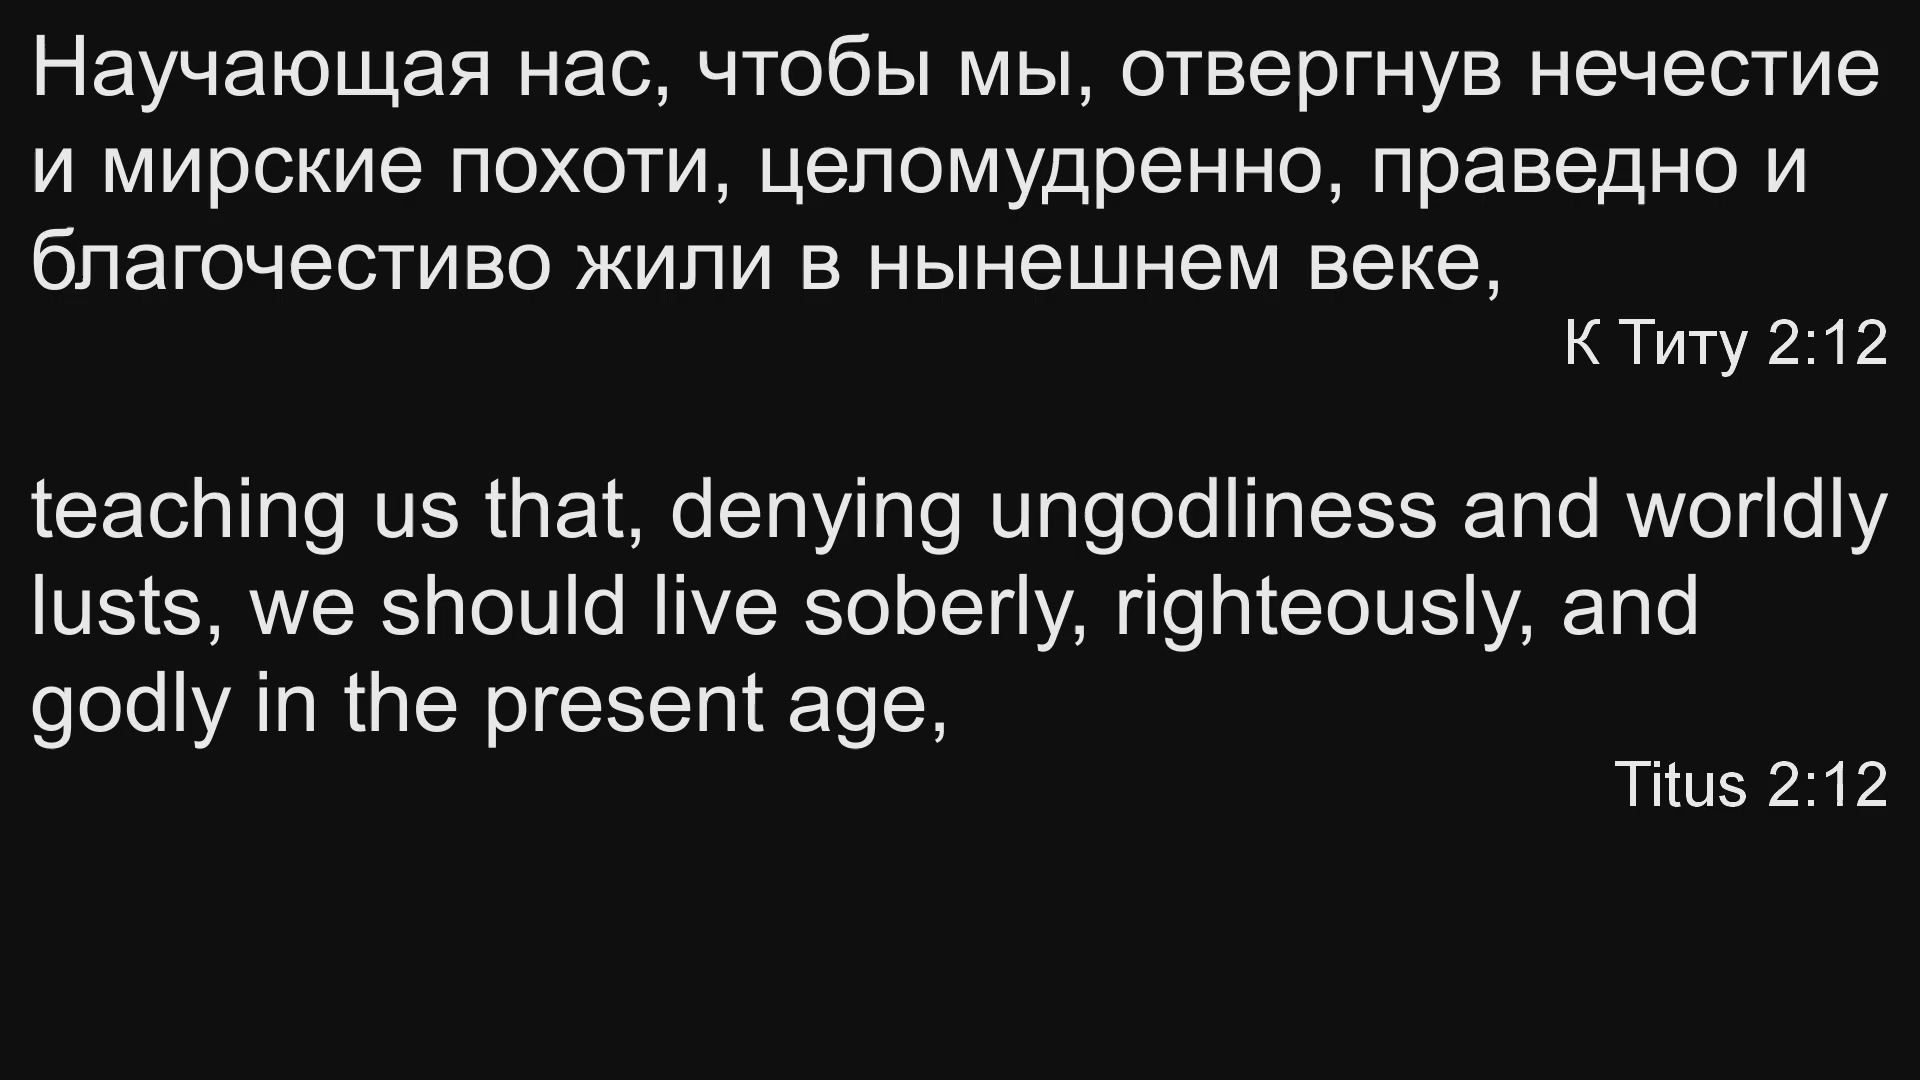 Научающая нас, чтобы мы, отвергнув нечестие
и мирские похоти, целомудренно, праведно и
благочестиво жили в нынешнем веке,
К Титу 2:12
teaching us that, denying ungodliness and worldly
lusts, we should live soberly, righteously, and
godly in the present age,
Titus 2:12